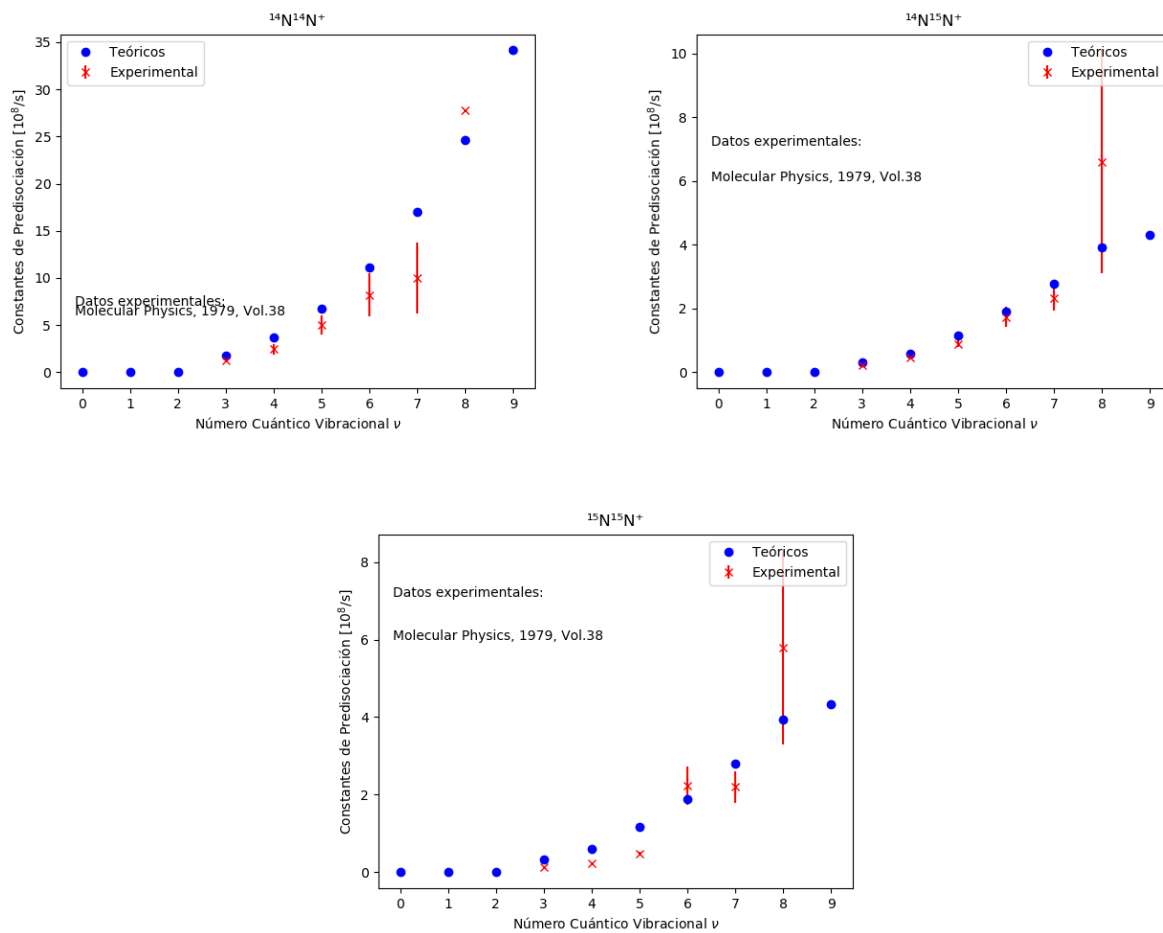 ¹⁴N¹⁴N⁺
Constantes de Predisociación [10⁸/s]
35
30
25
20
15
10
5
0
Teóricos
Experimental
Datos experimentales:
Molecular Physics, 1979, Vol.38
0 1 2 3 4 5 6 7 8 9
Número Cuántico Vibracional ν
¹⁴N¹⁵N⁺
Constantes de Predisociación [10⁸/s]
10
8
6
4
2
0
Teóricos
Experimental
Datos experimentales:
Molecular Physics, 1979, Vol.38
0 1 2 3 4 5 6 7 8 9
Número Cuántico Vibracional ν
¹⁵N¹⁵N⁺
Constantes de Predisociación [10⁸/s]
8
6
4
2
0
Teóricos
Experimental
Datos experimentales:
Molecular Physics, 1979, Vol.38
0 1 2 3 4 5 6 7 8 9
Número Cuántico Vibracional ν